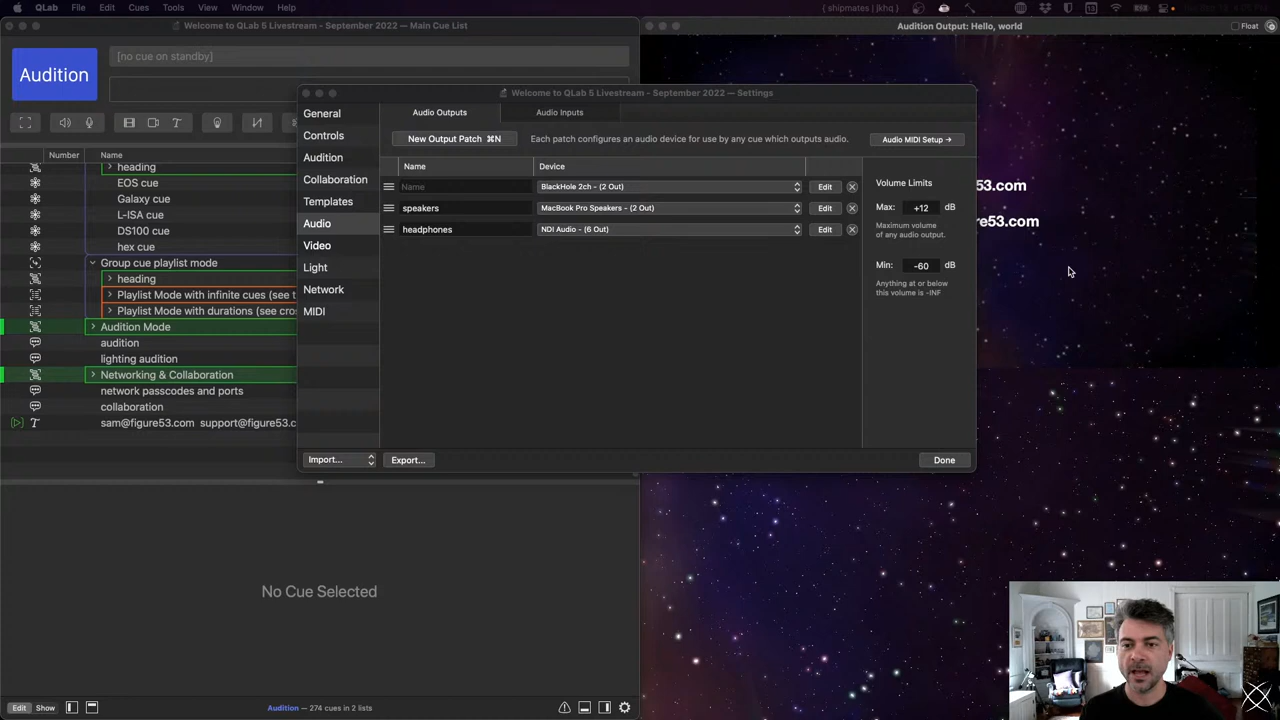 QLab File Edit Cues Tools View Window Help
{ shipmates | jkhq }
13
Welcome to QLab 5 Livestream - September 2022 — Main Cue List
Audition Output: Hello, world
Float
Audition
[no cue on standby]
Number Name
heading
EOS cue
Galaxy cue
L-ISA cue
DS100 cue
hex cue
Group cue playlist mode
heading
Playlist Mode with infinite cues (see t
Playlist Mode with durations (see cros
Audition Mode
audition
lighting audition
Networking & Collaboration
network passcodes and ports
collaboration
sam@figure53.com support@figure53.c
No Cue Selected
Edit Show
Audition — 274 cues in 2 lists
Welcome to QLab 5 Livestream - September 2022 — Settings
General
Controls
Audition
Collaboration
Templates
Audio
Video
Light
Network
MIDI
Import...
Export...
Done
Audio Outputs
Audio Inputs
New Output Patch ⌘N
Each patch configures an audio device for use by any cue which outputs audio.
Audio MIDI Setup →
Name Device
Name BlackHole 2ch - (2 Out) Edit
speakers MacBook Pro Speakers - (2 Out) Edit
headphones NDI Audio - (6 Out) Edit
Volume Limits
Max: +12 dB
Maximum volume
of any audio output.
Min: -60 dB
Anything at or below
this volume is -INF
53.com
re53.com